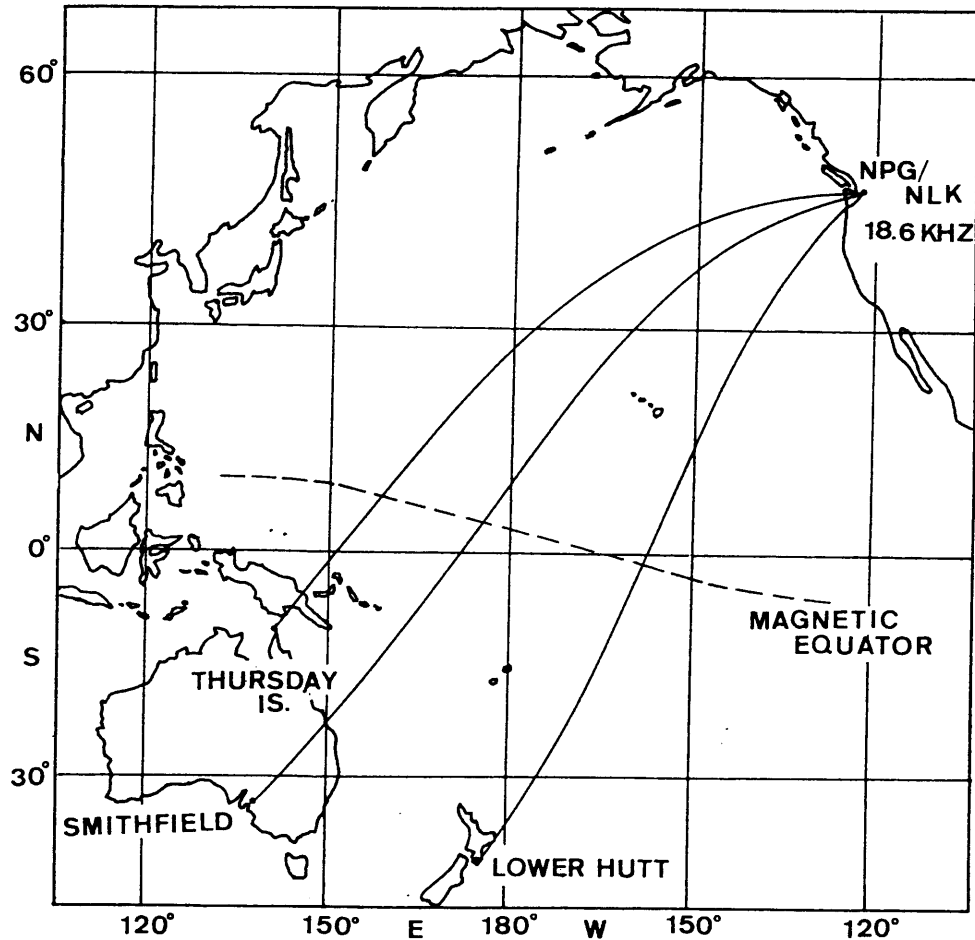 60°
NPG/
NLK
18.6 KHZ
30°
N
0°
MAGNETIC
EQUATOR
S
THURSDAY
IS.
30°
SMITHFIELD
LOWER HUTT
120° 150° E 180° W 150° 120°